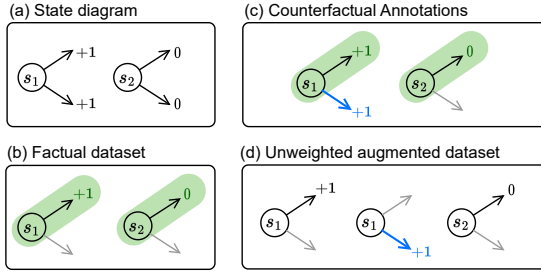 (a) State diagram
+1
s1
+1
0
s2
0
(b) Factual dataset
+1
s1
0
s2
(c) Counterfactual Annotations
+1
s1
+1
0
s2
(d) Unweighted augmented dataset
+1
s1
s1
+1
0
s2